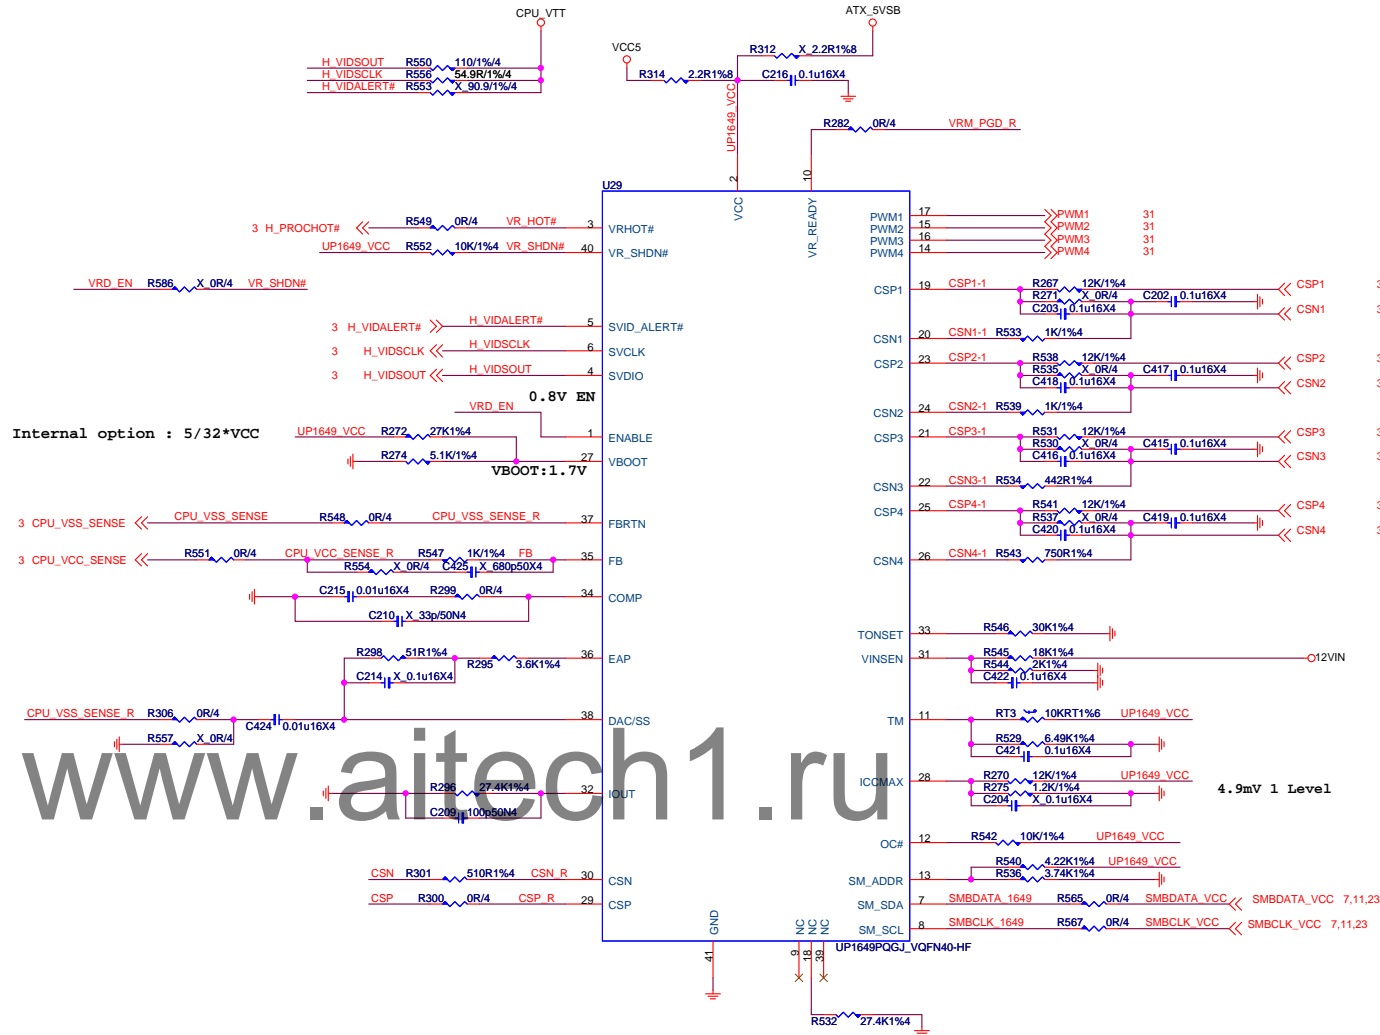 CPU_VTT
ATX_5VSB
H_VIDSOUT R550 110/1%/4
H_VIDSCLK R556 54.9R/1%/4
H_VIDALERT# R553 X_90.9/1%/4
VCC5
R312 X_2.2R1%8
R314 2.2R1%8
C216 0.1u16X4
UP1649_VCC
R282 0R/4 VRM_PGD_R
2
10
U29
VCC
VR_READY
3 H_PROCHOT# R549 0R/4 VR_HOT# 3 VRHOT#
UP1649_VCC R552 10K/1%4 VR_SHDN# 40 VR_SHDN#
VRD_EN R586 X_0R/4 VR_SHDN#
3 H_VIDALERT# H_VIDALERT# 5 SVID_ALERT#
3 H_VIDSCLK H_VIDSCLK 6 SVCLK
3 H_VIDSOUT H_VIDSOUT 4 SVDIO
0.8V EN
VRD_EN
1 ENABLE
Internal option : 5/32*VCC
UP1649_VCC R272 27K1%4
R274 5.1K/1%4 27 VBOOT
VBOOT:1.7V
3 CPU_VSS_SENSE CPU_VSS_SENSE R548 0R/4 CPU_VSS_SENSE_R 37 FBRTN
3 CPU_VCC_SENSE R551 0R/4 CPU_VCC_SENSE_R R547 1K/1%4 FB 35 FB
R554 X_0R/4 C425 X_680p50X4
C215 0.01u16X4 R299 0R/4 34 COMP
C210 X_33p/50N4
R298 51R1%4 R295 3.6K1%4 36 EAP
C214 X_0.1u16X4
CPU_VSS_SENSE_R R306 0R/4 C424 0.01u16X4 38 DAC/SS
R557 X_0R/4
R296 27.4K1%4 32 IOUT
C209 100p50N4
CSN R301 510R1%4 CSN_R 30 CSN
CSP R300 0R/4 CSP_R 29 CSP
PWM1 17 PWM1 31
PWM2 15 PWM2 31
PWM3 16 PWM3 31
PWM4 14 PWM4 31
CSP1 19 CSP1-1 R267 12K/1%4 CSP1 3
R271 X_0R/4 C202 0.1u16X4
C203 0.1u16X4 CSN1 3
CSN1 20 CSN1-1 R533 1K/1%4
CSP2 23 CSP2-1 R538 12K/1%4 CSP2 3
R535 X_0R/4 C417 0.1u16X4
C418 0.1u16X4 CSN2 3
CSN2 24 CSN2-1 R539 1K/1%4
CSP3 21 CSP3-1 R531 12K/1%4 CSP3 3
R530 X_0R/4 C415 0.1u16X4
C416 0.1u16X4 CSN3 3
CSN3 22 CSN3-1 R534 442R1%4
CSP4 25 CSP4-1 R541 12K/1%4 CSP4 3
R537 X_0R/4 C419 0.1u16X4
C420 0.1u16X4 CSN4 3
CSN4 26 CSN4-1 R543 750R1%4
TONSET 33 R546 30K1%4
VINSEN 31 R545 18K1%4 12VIN
R544 2K1%4
C422 0.1u16X4
TM 11 RT3 10KRT1%6 UP1649_VCC
R529 6.49K1%4
C421 0.1u16X4
ICCMAX 28 R270 12K/1%4 UP1649_VCC
R275 1.2K/1%4
C204 X_0.1u16X4
4.9mV 1 Level
OC# 12 R542 10K/1%4 UP1649_VCC
R540 4.22K1%4 UP1649_VCC
SM_ADDR 13 R536 3.74K1%4
SM_SDA 7 SMBDATA_1649 R565 0R/4 SMBDATA_VCC SMBDATA_VCC 7,11,23
SM_SCL 8 SMBCLK_1649 R567 0R/4 SMBCLK_VCC SMBCLK_VCC 7,11,23
GND
NC
NC
NC
UP1649PQGJ_VQFN40-HF
41
9
18
39
R532 27.4K1%4
www.aitech1.ru